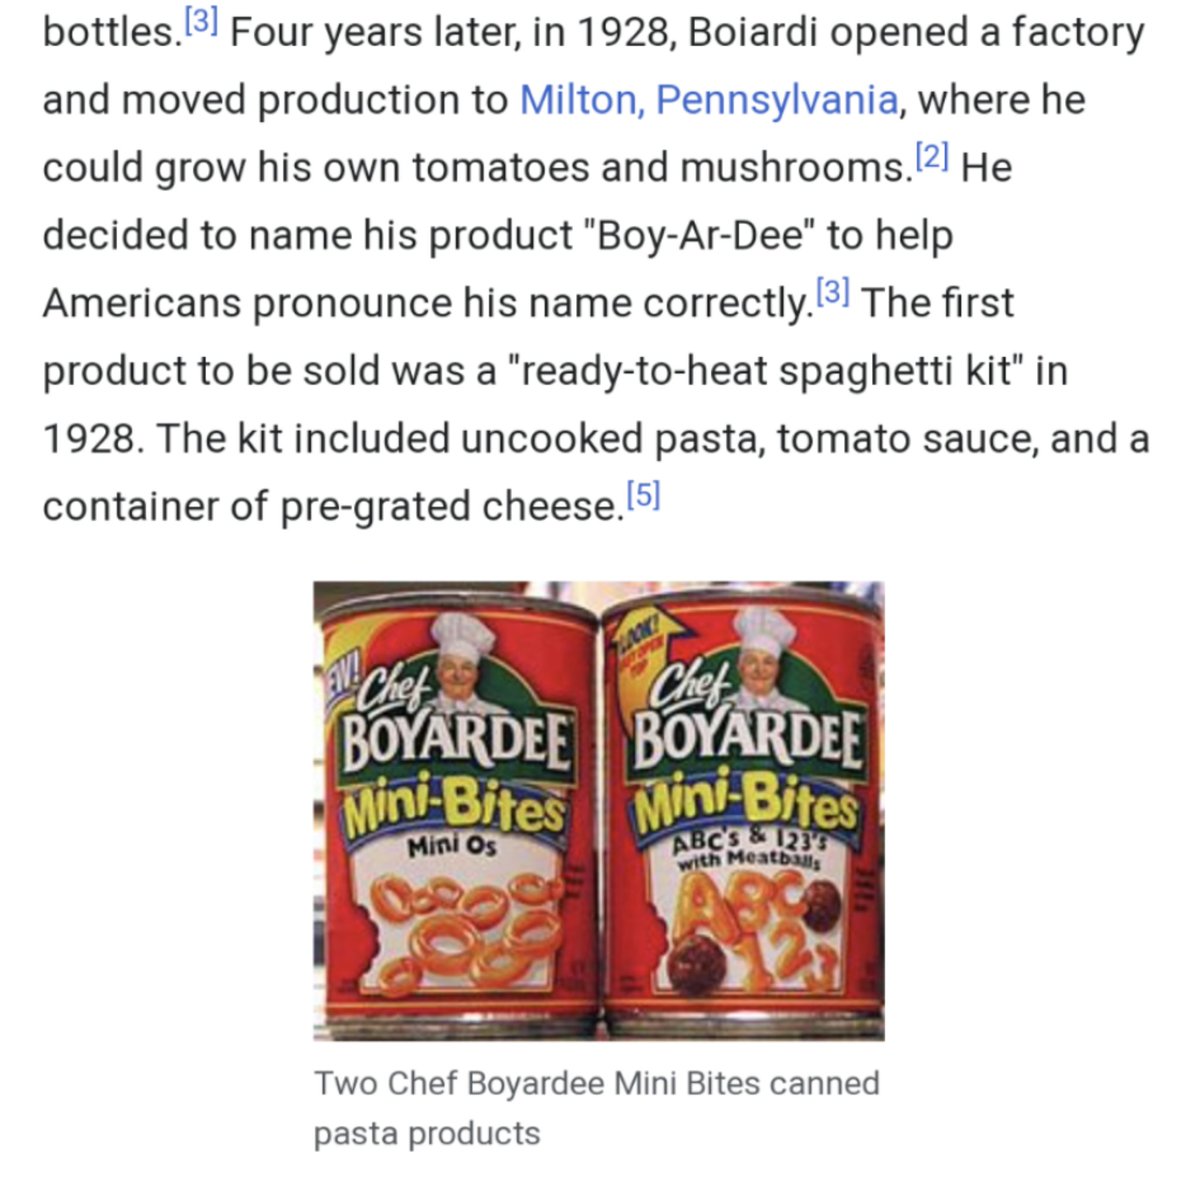 bottles.[3] Four years later, in 1928, Boiardi opened a factory
and moved production to Milton, Pennsylvania, where he
could grow his own tomatoes and mushrooms.[2] He
decided to name his product "Boy-Ar-Dee" to help
Americans pronounce his name correctly.[3] The first
product to be sold was a "ready-to-heat spaghetti kit" in
1928. The kit included uncooked pasta, tomato sauce, and a
container of pre-grated cheese.[5]
EW!
Chef
BOYARDEE
Mini-Bites
Mini Os
LOOK!
Chef
BOYARDEE
Mini-Bites
ABC's & 123's
with Meatballs
ABC
123
Two Chef Boyardee Mini Bites canned
pasta products